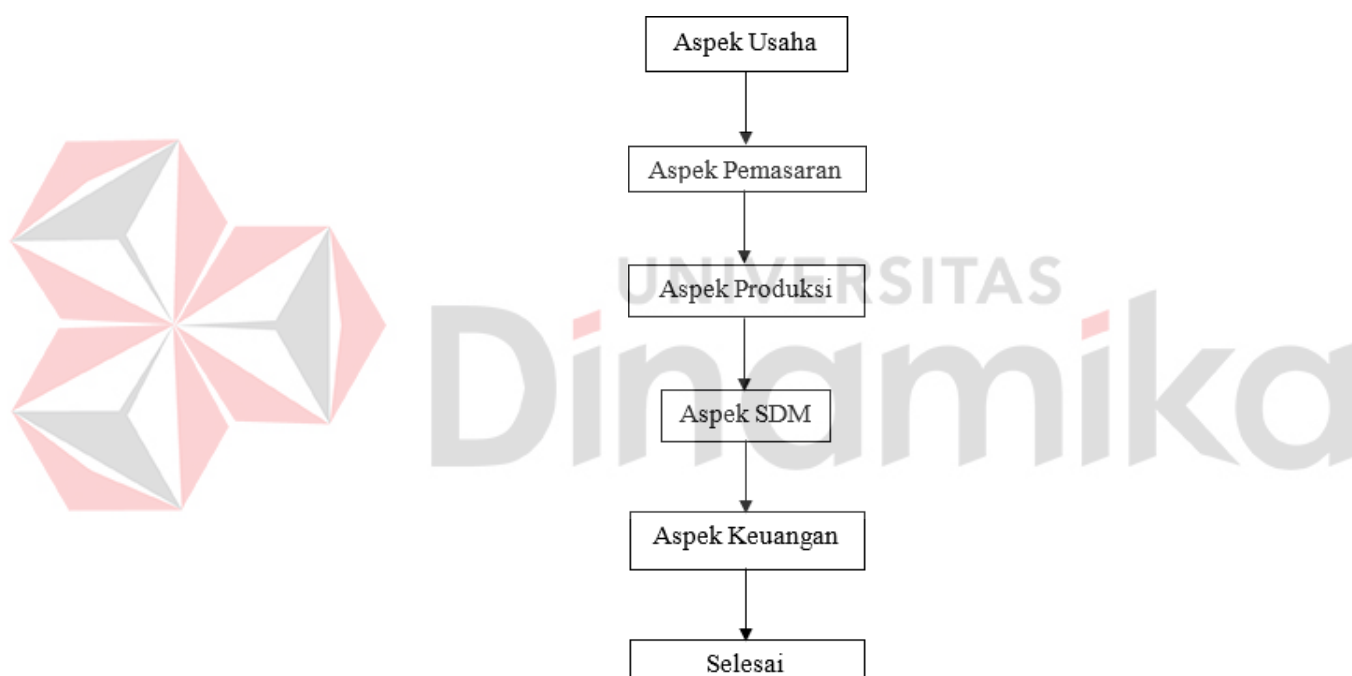 Aspek Usaha
Aspek Pemasaran
UNIVERSITAS
Aspek Produksi
Dinamika
Aspek SDM
Aspek Keuangan
Selesai